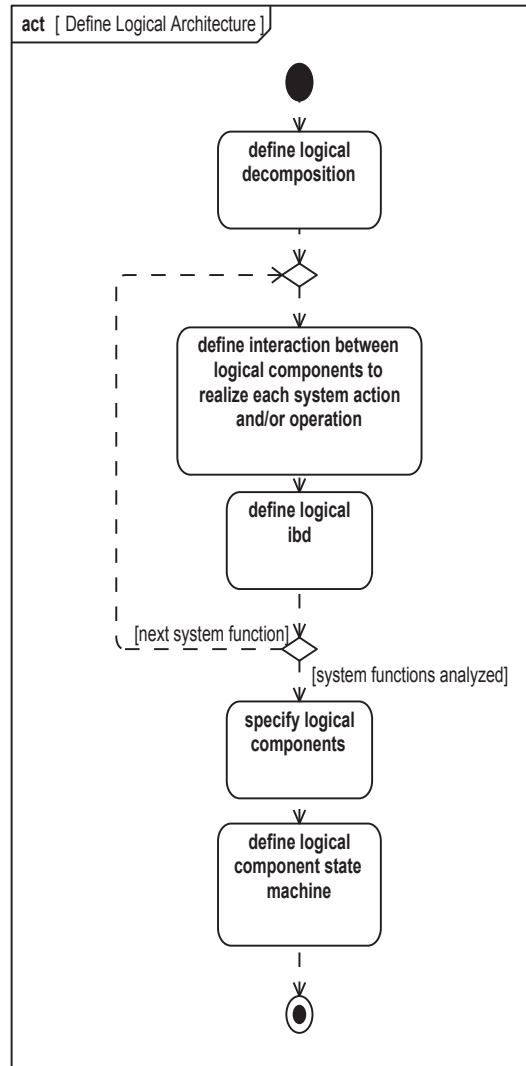 act [ Define Logical Architecture ]
define logical
decomposition
define interaction between
logical components to
realize each system action
and/or operation
define logical
ibd
[next system function]
[system functions analyzed]
specify logical
components
define logical
component state
machine